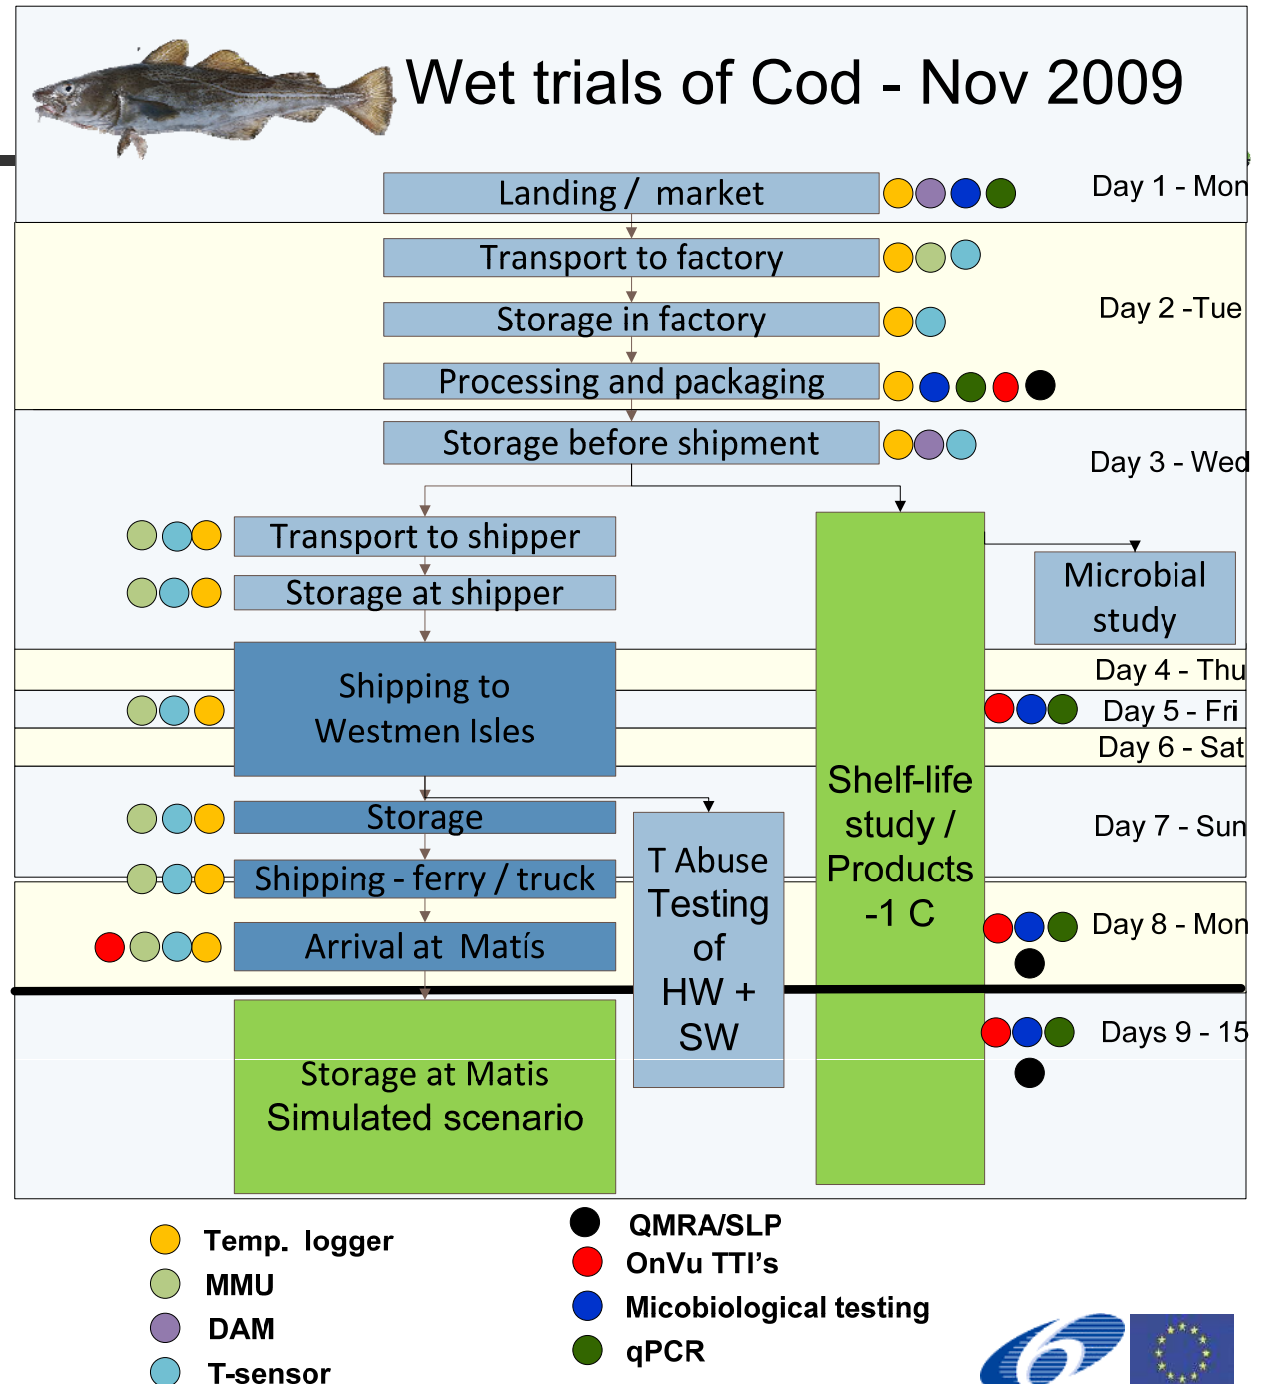 Wet trials of Cod - Nov 2009
Landing / market
Day 1 - Mon
Transport to factory
Storage in factory
Day 2 -Tue
Processing and packaging
Storage before shipment
Day 3 - Wed
Transport to shipper
Storage at shipper
Microbial
study
Shipping to
Westmen Isles
Day 4 - Thu
Day 5 - Fri
Day 6 - Sat
Storage
Shipping - ferry / truck
Arrival at Matís
T Abuse
Testing
of
HW +
SW
Shelf-life
study /
Products
-1 C
Day 7 - Sun
Day 8 - Mon
Days 9 - 15
Storage at Matis
Simulated scenario
Temp. logger
MMU
DAM
T-sensor
QMRA/SLP
OnVu TTI's
Micobiological testing
qPCR
6